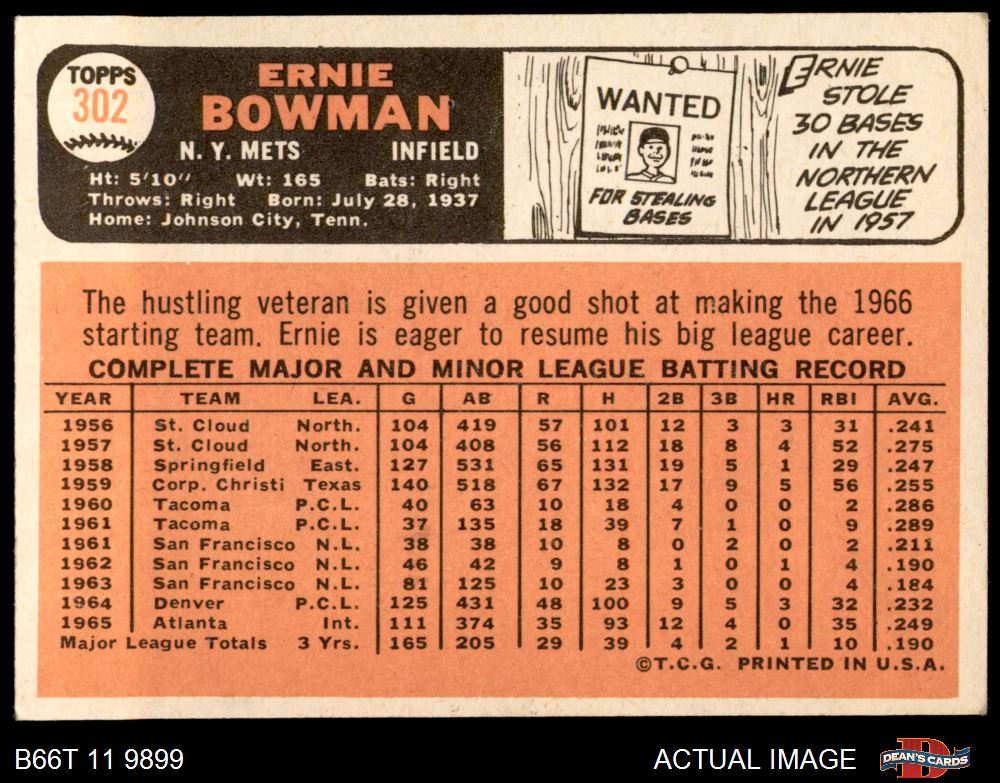 TOPPS
302
ERNIE
BOWMAN
N. Y. METS INFIELD
Ht: 5'10" Wt: 165 Bats: Right
Throws: Right Born: July 28, 1937
Home: Johnson City, Tenn.
WANTED
FOR STEALING
BASES
ERNIE
STOLE
30 BASES
IN THE
NORTHERN
LEAGUE
IN 1957
The hustling veteran is given a good shot at making the 1966
starting team. Ernie is eager to resume his big league career.
COMPLETE MAJOR AND MINOR LEAGUE BATTING RECORD
YEAR TEAM LEA. G AB R H 2B 3B HR RBI AVG.
1956 St. Cloud North. 104 419 57 101 12 3 3 31 .241
1957 St. Cloud North. 104 408 56 112 18 8 4 52 .275
1958 Springfield East. 127 531 65 131 19 5 1 29 .247
1959 Corp. Christi Texas 140 518 67 132 17 9 5 56 .255
1960 Tacoma P.C.L. 40 63 10 18 4 0 0 2 .286
1961 Tacoma P.C.L. 37 135 18 39 7 1 0 9 .289
1961 San Francisco N.L. 38 38 10 8 0 2 0 2 .211
1962 San Francisco N.L. 46 42 9 8 1 0 1 4 .190
1963 San Francisco N.L. 81 125 10 23 3 0 0 4 .184
1964 Denver P.C.L. 125 431 48 100 9 5 3 32 .232
1965 Atlanta Int. 111 374 35 93 12 4 0 35 .249
Major League Totals 3 Yrs. 165 205 29 39 4 2 1 10 .190
©T.C.G. PRINTED IN U.S.A.
B66T 11 9899 ACTUAL IMAGE DEAN'S CARDS